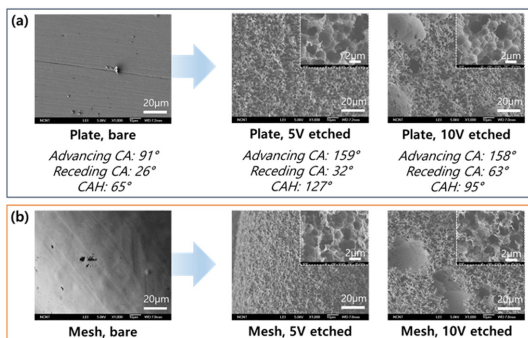 (a)
20μm
Plate, bare
Advancing CA: 91°
Receding CA: 26°
CAH: 65°
2μm
20μm
Plate, 5V etched
Advancing CA: 159°
Receding CA: 32°
CAH: 127°
2μm
20μm
Plate, 10V etched
Advancing CA: 158°
Receding CA: 63°
CAH: 95°
(b)
20μm
Mesh, bare
2μm
20μm
Mesh, 5V etched
2μm
20μm
Mesh, 10V etched